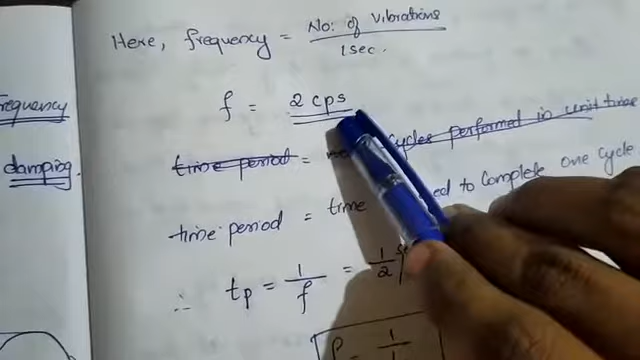 Here, frequency = No: of Vibrations
1sec.
f = 2 cps
frequency
damping.
time period = cycles performed in unit time
time period = time ed to complete one cycle
∴ tp = 1/f = 1/2